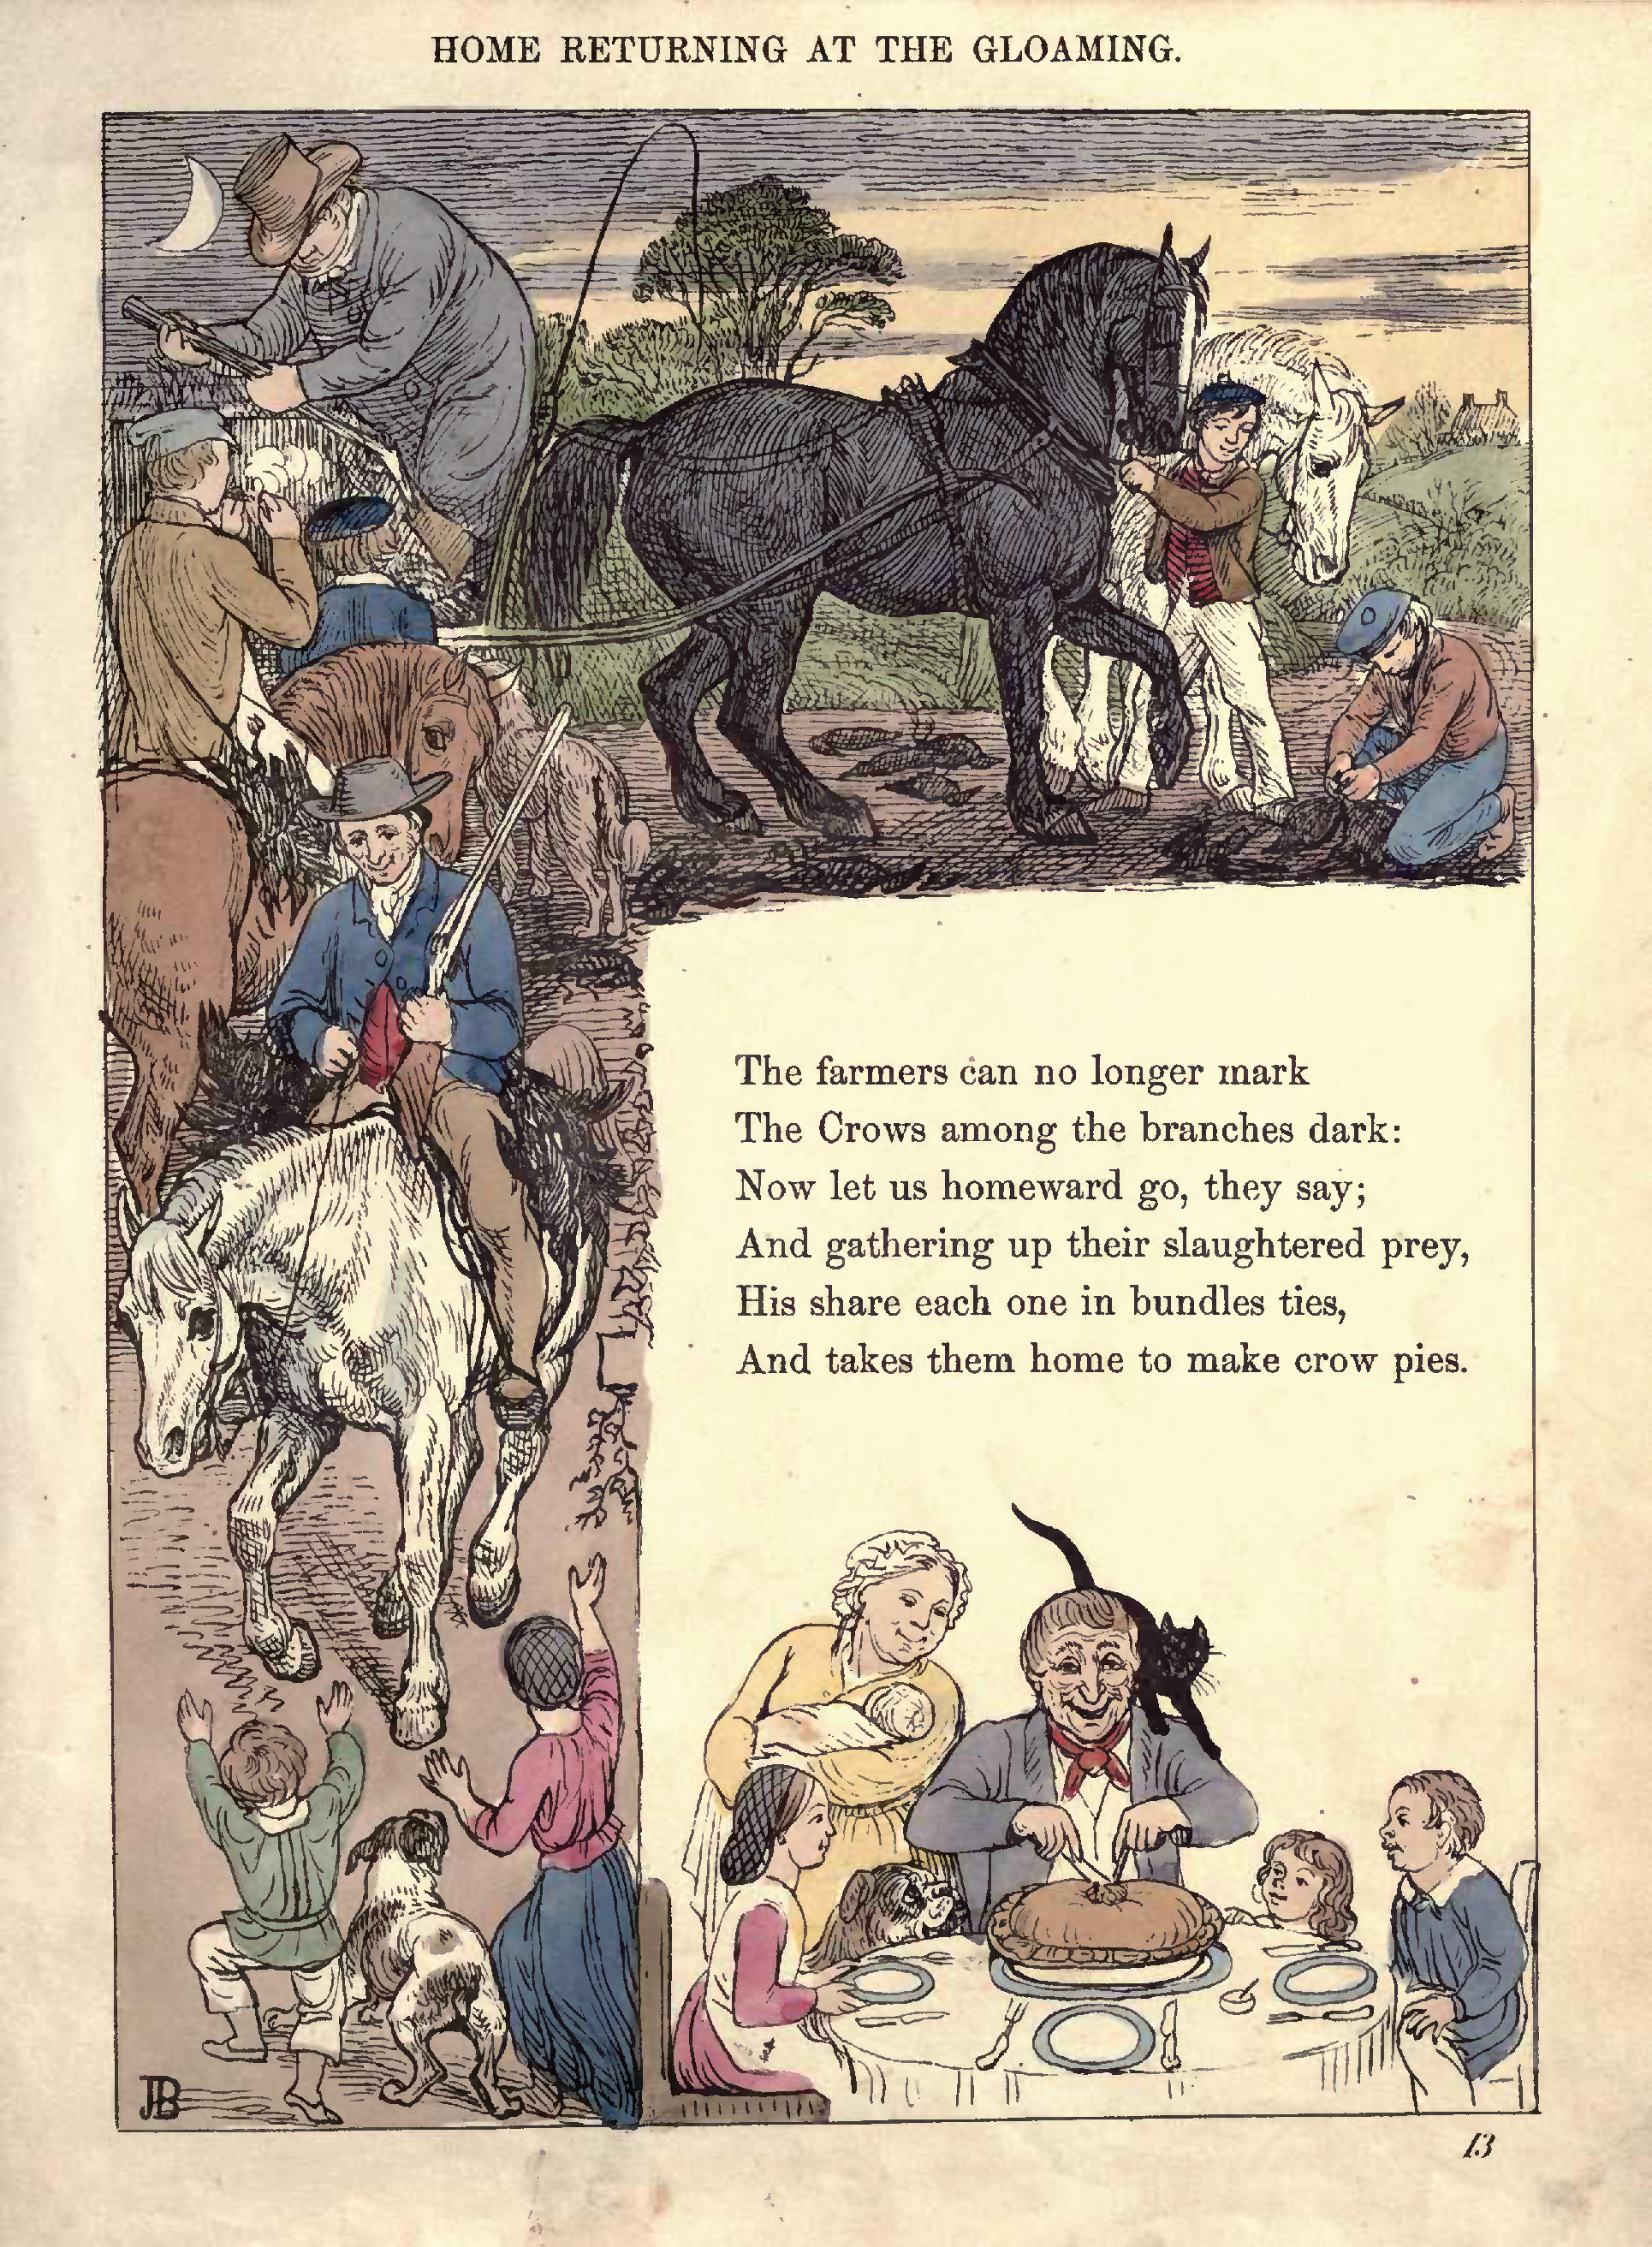 HOME RETURNING AT THE GLOAMING.
The farmers can no longer mark
The Crows among the branches dark:
Now let us homeward go, they say;
And gathering up their slaughtered prey,
His share each one in bundles ties,
And takes them home to make crow pies.
JB
13